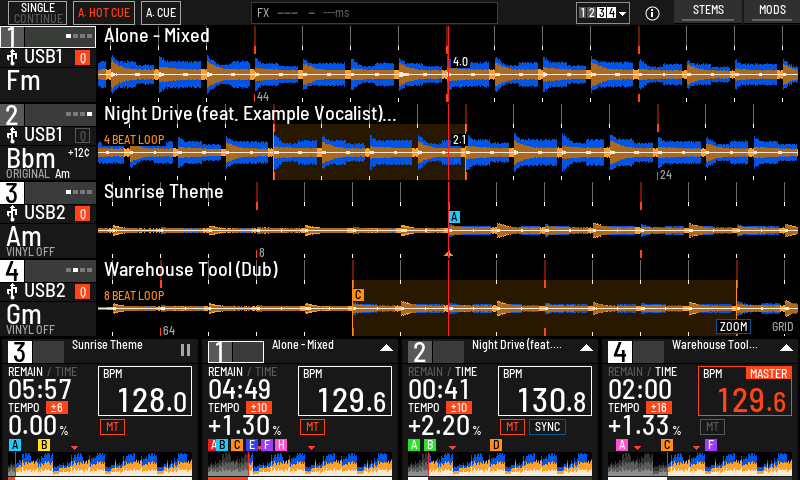 SINGLE
CONTINUE
A. HOT CUE
A. CUE
FX --- - ---ms
1 2 3 4
STEMS
MODS
1
USB1 0
Fm
Alone - Mixed
4.0
44
2
USB1 0
Bbm +12¢
ORIGINAL Am
Night Drive (feat. Example Vocalist)...
4 BEAT LOOP
2.1
24
3
USB2 0
Am
VINYL OFF
Sunrise Theme
A
8
4
USB2 0
Gm
VINYL OFF
Warehouse Tool (Dub)
8 BEAT LOOP
C
64
ZOOM GRID
3 Sunrise Theme
REMAIN / TIME
05:57
TEMPO ±6
0.00 %
BPM
128.0
MT
A B
1 Alone - Mixed
REMAIN / TIME
04:49
TEMPO ±10
+1.30 %
BPM
129.6
MT
A B C E F H
2 Night Drive (feat....
REMAIN / TIME
00:41
TEMPO ±10
+2.20 %
BPM
130.8
MT SYNC
A B D
4 Warehouse Tool...
REMAIN / TIME
02:00
TEMPO ±16
+1.33 %
BPM MASTER
129.6
MT
A C F